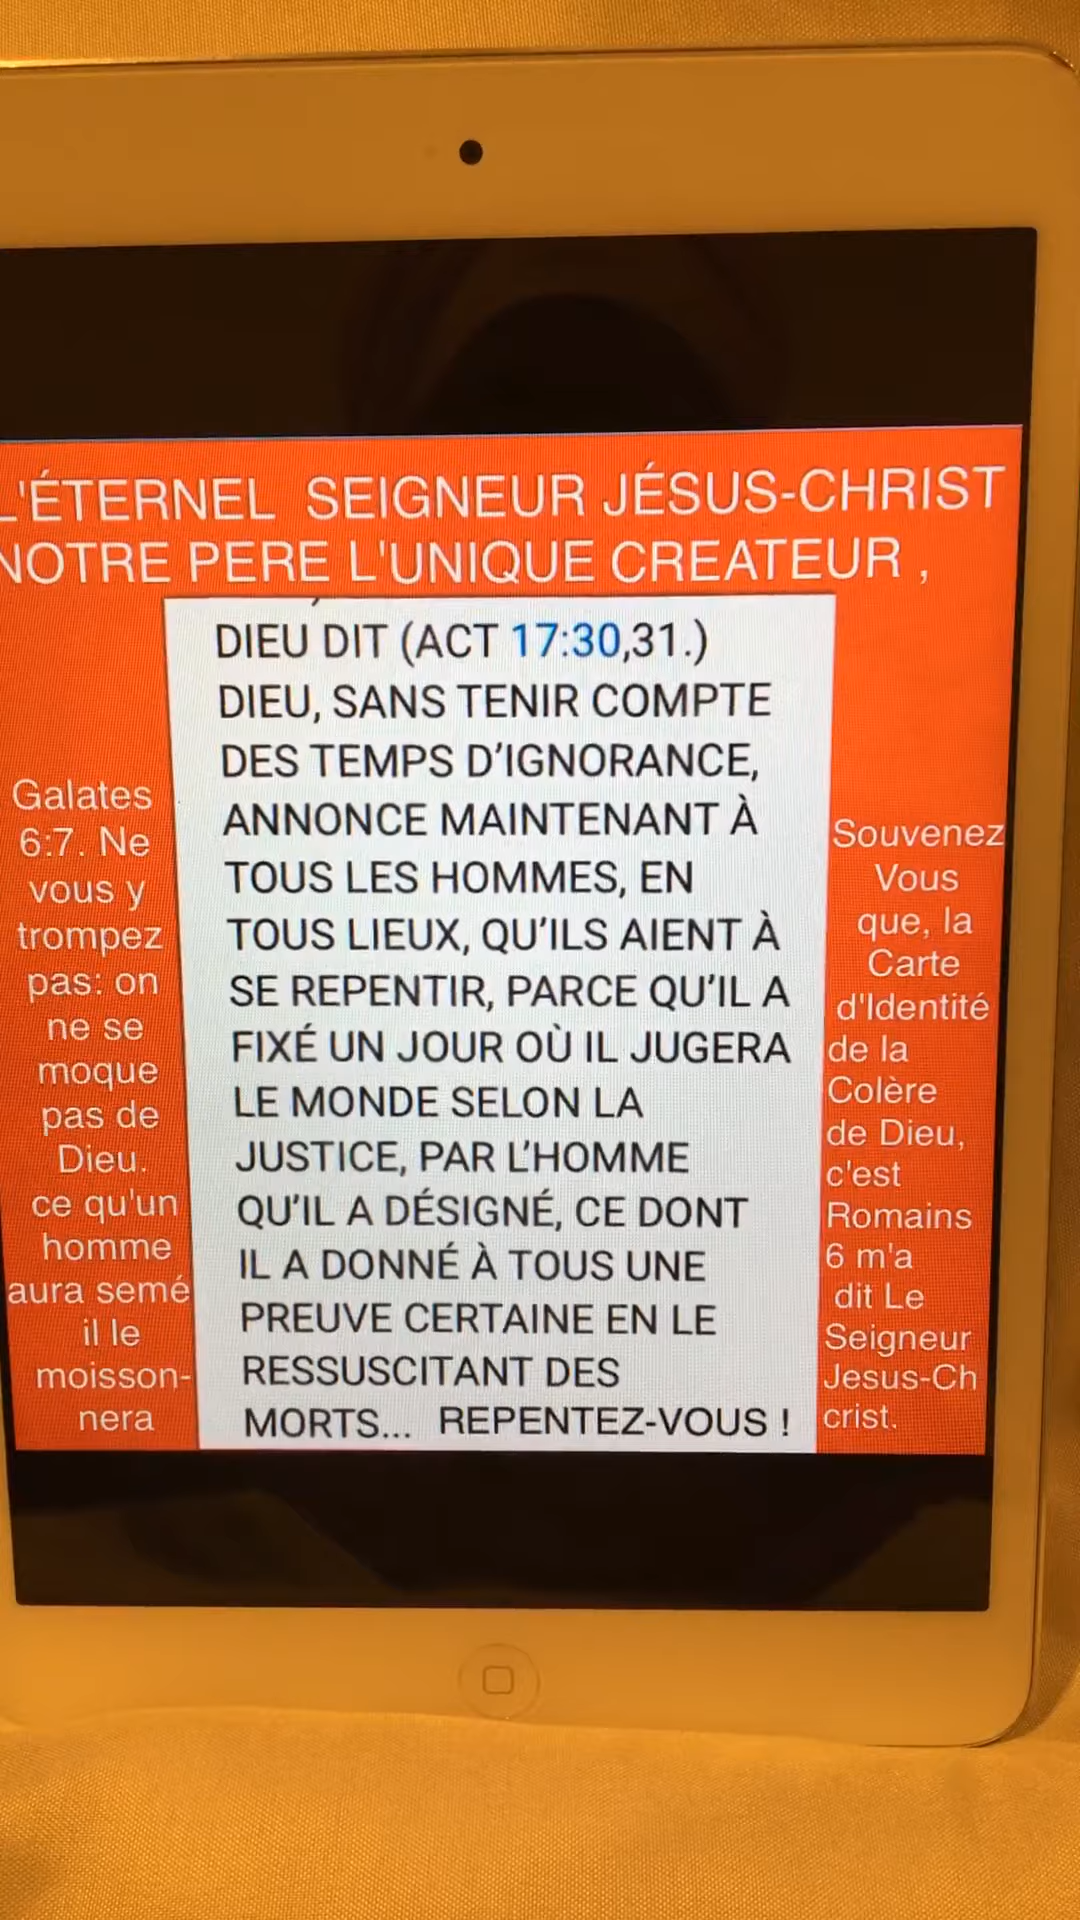 L'ÉTERNEL SEIGNEUR JÉSUS-CHRIST
NOTRE PERE L'UNIQUE CREATEUR ,
DIEU DIT (ACT 17:30,31.)
DIEU, SANS TENIR COMPTE
DES TEMPS D’IGNORANCE,
ANNONCE MAINTENANT À
TOUS LES HOMMES, EN
TOUS LIEUX, QU’ILS AIENT À
SE REPENTIR, PARCE QU’IL A
FIXÉ UN JOUR OÙ IL JUGERA
LE MONDE SELON LA
JUSTICE, PAR L’HOMME
QU’IL A DÉSIGNÉ, CE DONT
IL A DONNÉ À TOUS UNE
PREUVE CERTAINE EN LE
RESSUSCITANT DES
MORTS... REPENTEZ-VOUS !
Galates
6:7. Ne
vous y
trompez
pas: on
ne se
moque
pas de
Dieu.
ce qu'un
homme
aura semé
il le
moisson-
nera
Souvenez
Vous
que, la
Carte
d'Identité
de la
Colère
de Dieu,
c'est
Romains
6 m'a
dit Le
Seigneur
Jesus-Ch
crist.